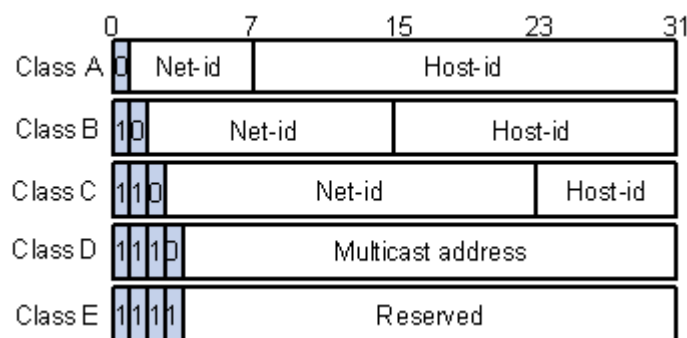 0 7 15 23 31
Class A 0 Net-id Host-id
Class B 1 0 Net-id Host-id
Class C 1 1 0 Net-id Host-id
Class D 1 1 1 0 Multicast address
Class E 1 1 1 1 Reserved